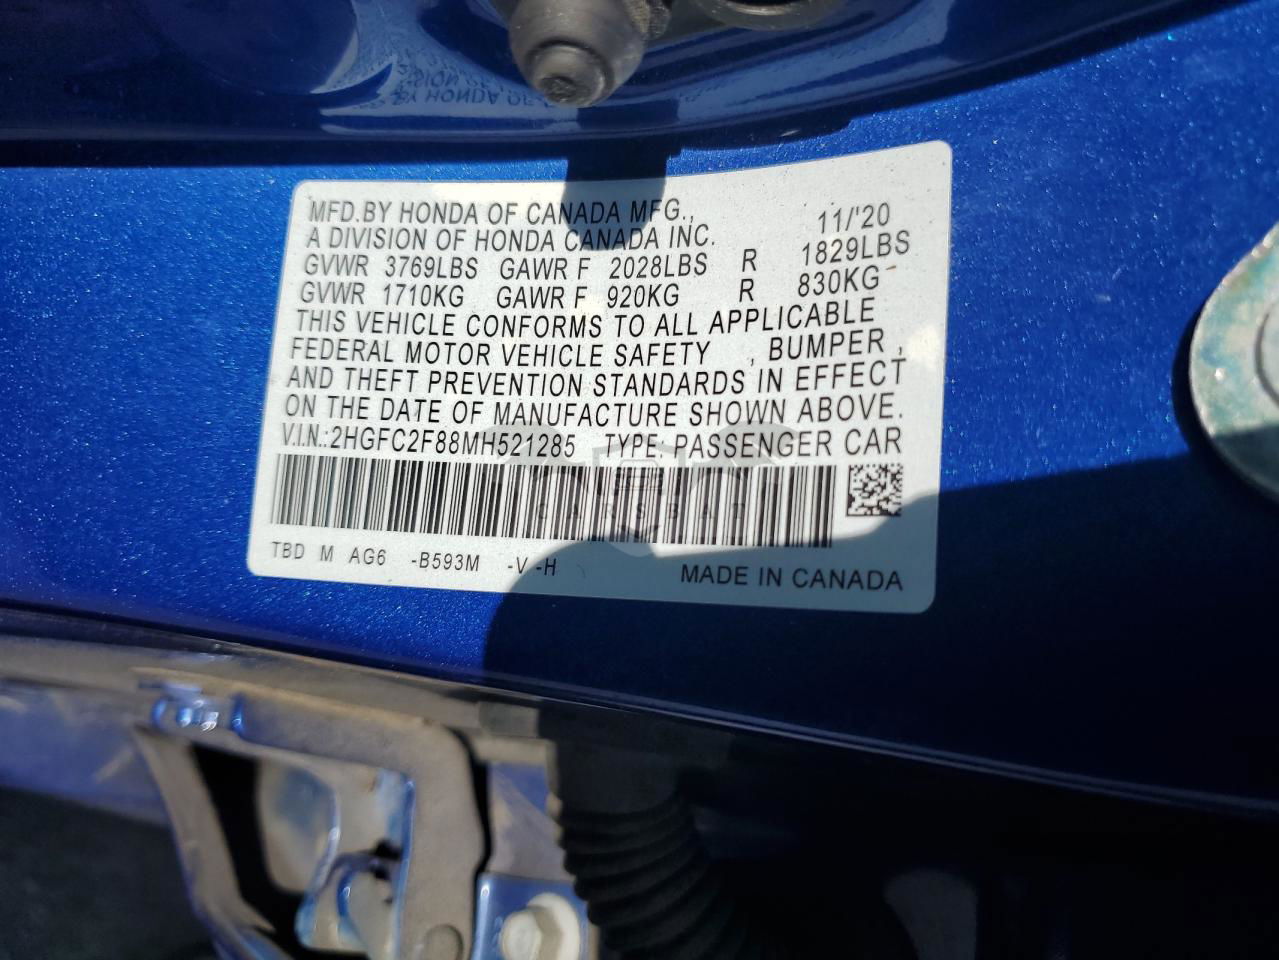 MFD.BY HONDA OF CANADA MFG., 11/'20
A DIVISION OF HONDA CANADA INC.
GVWR 3769LBS GAWR F 2028LBS R 1829LBS
GVWR 1710KG GAWR F 920KG R 830KG
THIS VEHICLE CONFORMS TO ALL APPLICABLE
FEDERAL MOTOR VEHICLE SAFETY , BUMPER ,
AND THEFT PREVENTION STANDARDS IN EFFECT
ON THE DATE OF MANUFACTURE SHOWN ABOVE.
V.I.N.:2HGFC2F88MH521285 TYPE: PASSENGER CAR
CARSBAT
TBD M AG6 -B593M -V -H MADE IN CANADA